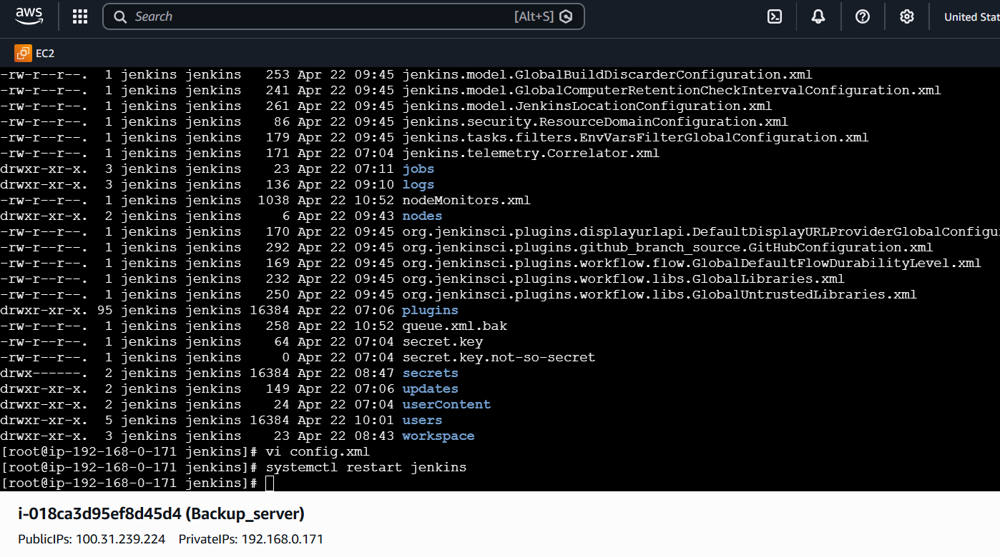 aws
Search [Alt+S]
United Stat
EC2
-rw-r--r--. 1 jenkins jenkins 253 Apr 22 09:45 jenkins.model.GlobalBuildDiscarderConfiguration.xml
-rw-r--r--. 1 jenkins jenkins 241 Apr 22 09:45 jenkins.model.GlobalComputerRetentionCheckIntervalConfiguration.xml
-rw-r--r--. 1 jenkins jenkins 261 Apr 22 09:45 jenkins.model.JenkinsLocationConfiguration.xml
-rw-r--r--. 1 jenkins jenkins 86 Apr 22 09:45 jenkins.security.ResourceDomainConfiguration.xml
-rw-r--r--. 1 jenkins jenkins 179 Apr 22 09:45 jenkins.tasks.filters.EnvVarsFilterGlobalConfiguration.xml
-rw-r--r--. 1 jenkins jenkins 171 Apr 22 07:04 jenkins.telemetry.Correlator.xml
drwxr-xr-x. 3 jenkins jenkins 23 Apr 22 07:11 jobs
drwxr-xr-x. 3 jenkins jenkins 136 Apr 22 09:10 logs
-rw-r--r--. 1 jenkins jenkins 1038 Apr 22 10:52 nodeMonitors.xml
drwxr-xr-x. 2 jenkins jenkins 6 Apr 22 09:43 nodes
-rw-r--r--. 1 jenkins jenkins 170 Apr 22 09:45 org.jenkinsci.plugins.displayurlapi.DefaultDisplayURLProviderGlobalConfigu
-rw-r--r--. 1 jenkins jenkins 292 Apr 22 09:45 org.jenkinsci.plugins.github_branch_source.GitHubConfiguration.xml
-rw-r--r--. 1 jenkins jenkins 169 Apr 22 09:45 org.jenkinsci.plugins.workflow.flow.GlobalDefaultFlowDurabilityLevel.xml
-rw-r--r--. 1 jenkins jenkins 232 Apr 22 09:45 org.jenkinsci.plugins.workflow.libs.GlobalLibraries.xml
-rw-r--r--. 1 jenkins jenkins 250 Apr 22 09:45 org.jenkinsci.plugins.workflow.libs.GlobalUntrustedLibraries.xml
drwxr-xr-x. 95 jenkins jenkins 16384 Apr 22 07:06 plugins
-rw-r--r--. 1 jenkins jenkins 258 Apr 22 10:52 queue.xml.bak
-rw-r--r--. 1 jenkins jenkins 64 Apr 22 07:04 secret.key
-rw-r--r--. 1 jenkins jenkins 0 Apr 22 07:04 secret.key.not-so-secret
drwx------. 2 jenkins jenkins 16384 Apr 22 08:47 secrets
drwxr-xr-x. 2 jenkins jenkins 149 Apr 22 07:06 updates
drwxr-xr-x. 2 jenkins jenkins 24 Apr 22 07:04 userContent
drwxr-xr-x. 5 jenkins jenkins 16384 Apr 22 10:01 users
drwxr-xr-x. 3 jenkins jenkins 23 Apr 22 08:43 workspace
[root@ip-192-168-0-171 jenkins]# vi config.xml
[root@ip-192-168-0-171 jenkins]# systemctl restart jenkins
[root@ip-192-168-0-171 jenkins]#
i-018ca3d95ef8d45d4 (Backup_server)
PublicIPs: 100.31.239.224 PrivateIPs: 192.168.0.171